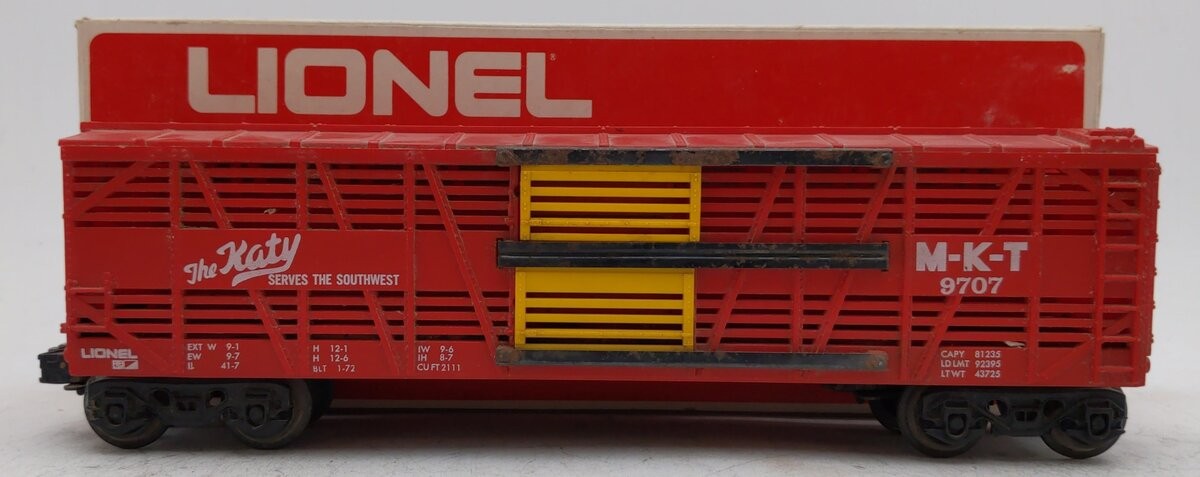 LIONEL
The Katy
SERVES THE SOUTHWEST
M-K-T
9707
LIONEL
EXT W 9-1
EW 9-7
IL 41-7
H 12-1
H 12-6
BLT 1-72
IW 9-6
IH 8-7
CU FT 2111
CAPY 81235
LD LMT 92395
LT WT 43725